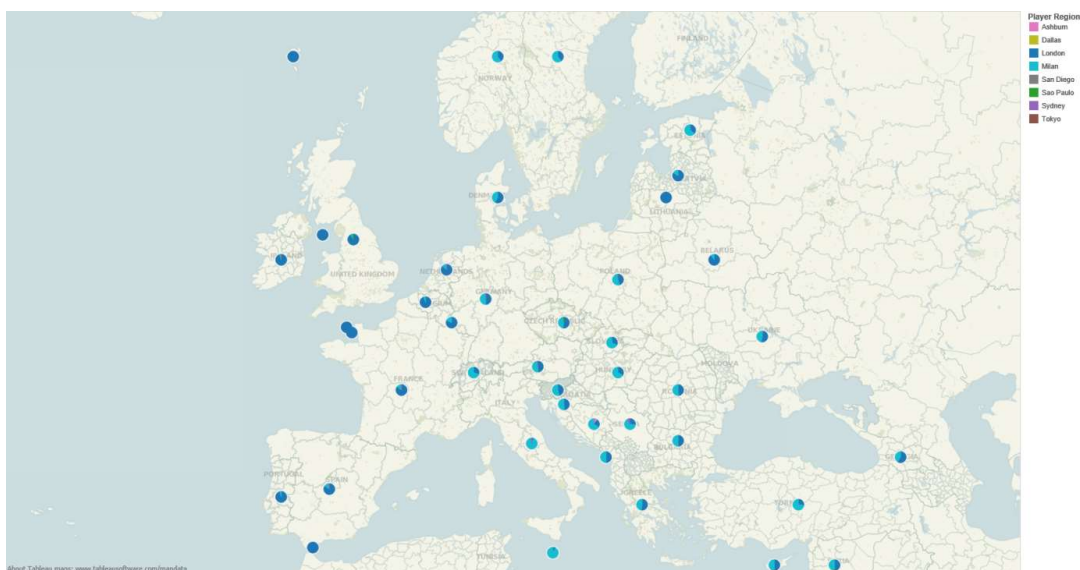 Player Region
Ashburn
Dallas
London
Milan
San Diego
Sao Paulo
Sydney
Tokyo
FINLAND
NORWAY
LITHUANIA
BELARUS
UNITED KINGDOM
NETHERLANDS
POLAND
GERMANY
CZECH REPUBLIC
UKRAINE
MOLDOVA
FRANCE
ITALY
ROMANIA
BULGARIA
PORTUGAL
SPAIN
GREECE
TUNISIA
About Tableau maps: www.tableausoftware.com/mapdata